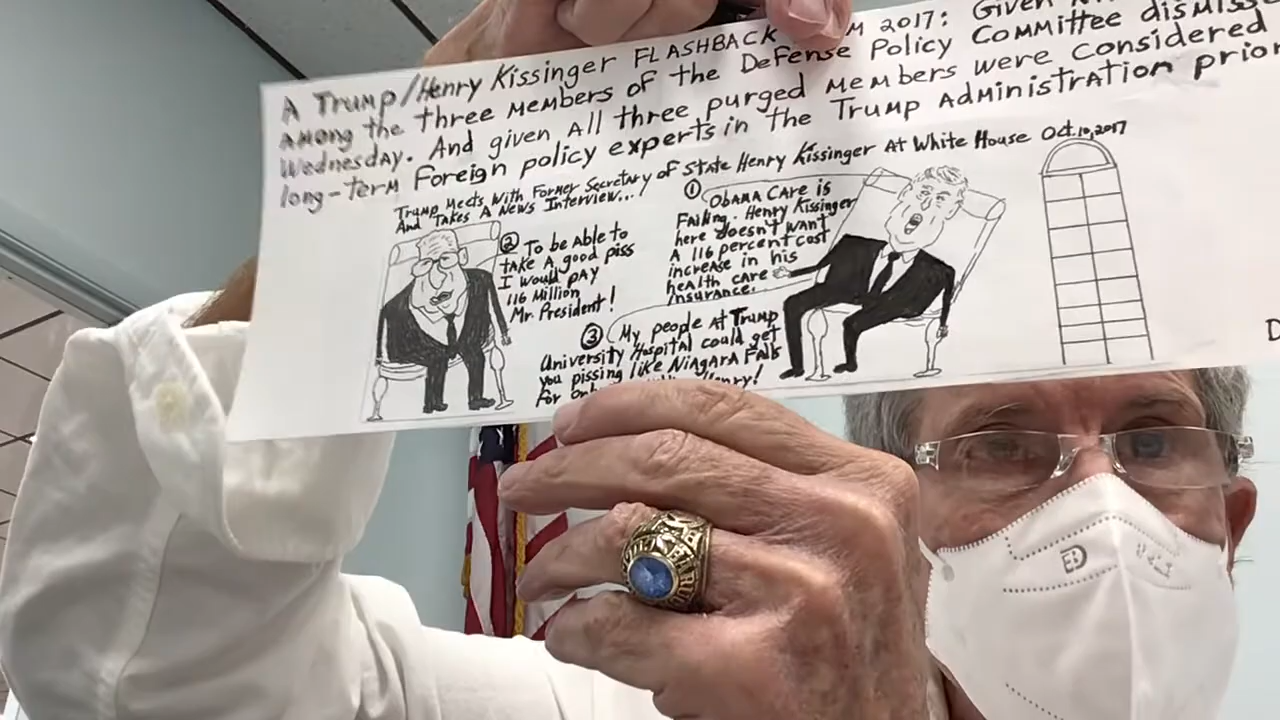 A Trump/Henry Kissinger FLASHBACK M 2017: Given
Among the three members of the Defense Policy Committee dismisse
Wednesday. And given All three purged members were considered
long-term Foreign policy experts in the Trump Administration prior
Trump Meets With Former Secretary of State Henry Kissinger At White House Oct. 10, 2017
And Takes A News Interview...
① Obama Care is
Failing. Henry Kissinger
here doesn't want
A 116 percent cost
increase in his
health care
Insurance.
② To be Able to
take A good piss
I would pay
116 Million
Mr. President!
③ My people At Trump
University Hospital could get
you pissing like Niagara Falls
For Henry!
D